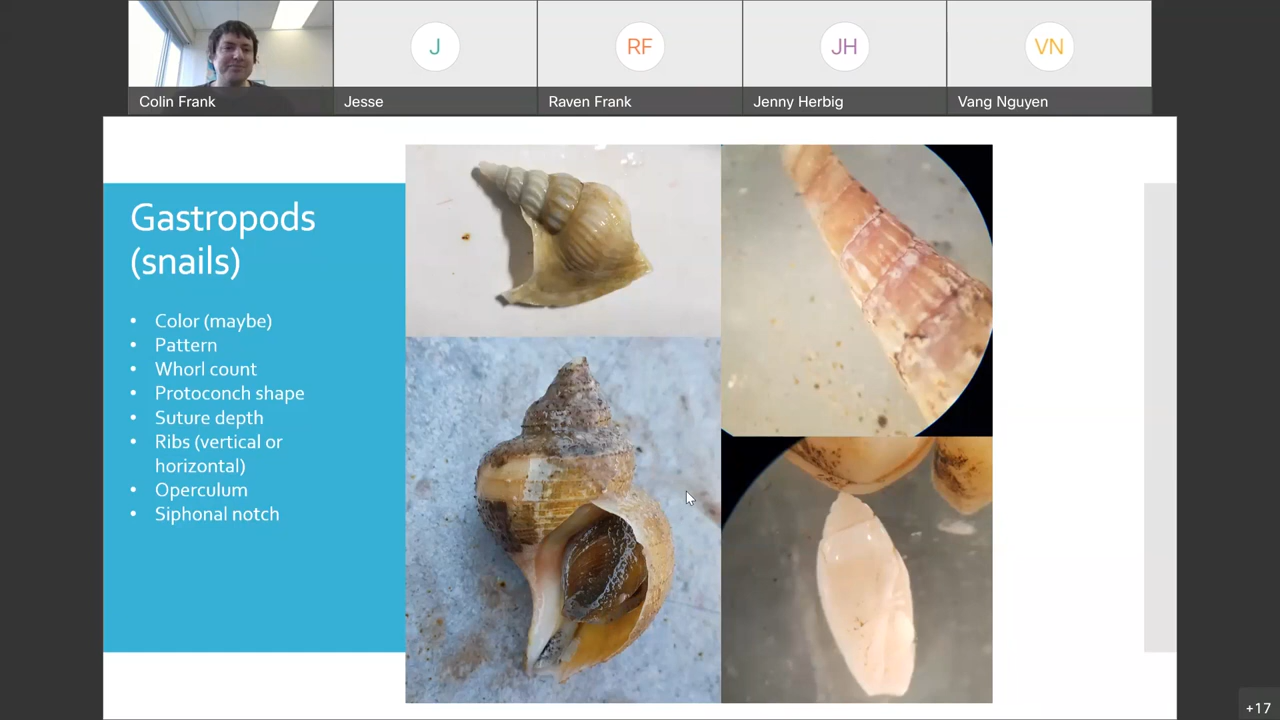 J
RF
JH
VN
Colin Frank
Jesse
Raven Frank
Jenny Herbig
Vang Nguyen
Gastropods
(snails)
• Color (maybe)
• Pattern
• Whorl count
• Protoconch shape
• Suture depth
• Ribs (vertical or
horizontal)
• Operculum
• Siphonal notch
+17